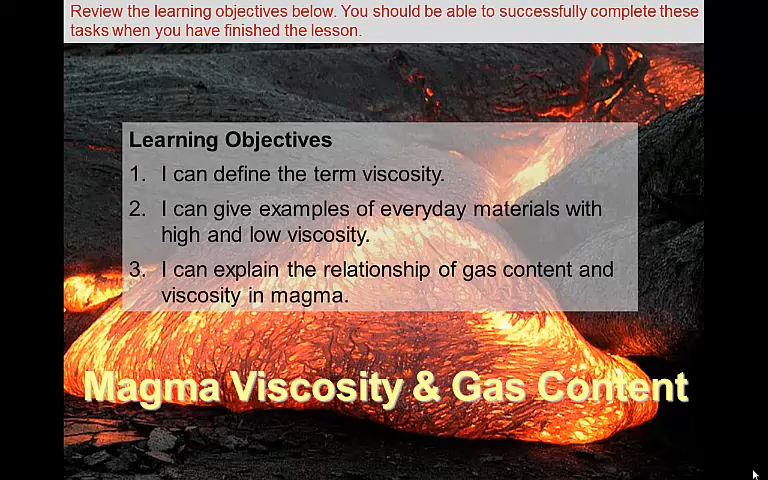 Review the learning objectives below. You should be able to successfully complete these
tasks when you have finished the lesson.
Learning Objectives
1. I can define the term viscosity.
2. I can give examples of everyday materials with
high and low viscosity.
3. I can explain the relationship of gas content and
viscosity in magma.
Magma Viscosity & Gas Content